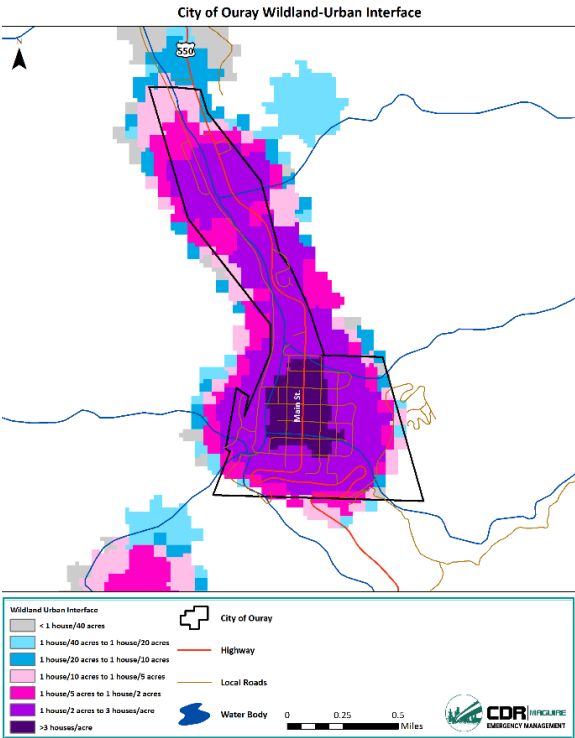 City of Ouray Wildland-Urban Interface
N
550
Main St.
Wildland Urban Interface
< 1 house/40 acres
1 house/40 acres to 1 house/20 acres
1 house/20 acres to 1 house/10 acres
1 house/10 acres to 1 house/5 acres
1 house/5 acres to 1 house/2 acres
1 house/2 acres to 3 houses/acre
>3 houses/acre
City of Ouray
Highway
Local Roads
Water Body
0 0.25 0.5
Miles
CDR MAGUIRE
EMERGENCY MANAGEMENT